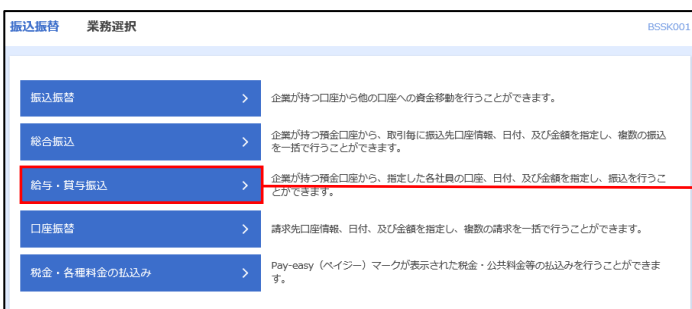 振込振替 業務選択 BSSK001
振込振替 企業が持つ口座から他の口座への資金移動を行うことができます。
総合振込 企業が持つ預金口座から、取引毎に振込先口座情報、日付、及び金額を指定し、複数の振込
を一括で行うことができます。
給与・賞与振込 企業が持つ預金口座から、指定した各社員の口座、日付、及び金額を指定し、振込を行うこ
とができます。
口座振替 請求先口座情報、日付、及び金額を指定し、複数の請求を一括で行うことができます。
税金・各種料金の払込み Pay-easy（ペイジー）マークが表示された税金・公共料金等の払込みを行うことができま
す。